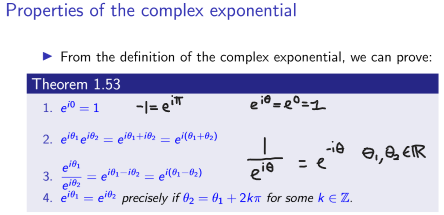 Properties of the complex exponential
▶ From the definition of the complex exponential, we can prove:
Theorem 1.53
1. e^{i0} = 1 -1 = e^{iπ} e^{iθ} = e^0 = 1
2. e^{iθ₁}e^{iθ₂} = e^{iθ₁+iθ₂} = e^{i(θ₁+θ₂)}
1/e^{iθ} = e^{-iθ} θ₁, θ₂ ∈ ℝ
3. e^{iθ₁}/e^{iθ₂} = e^{iθ₁−iθ₂} = e^{i(θ₁−θ₂)}
4. e^{iθ₁} = e^{iθ₂} precisely if θ₂ = θ₁ + 2kπ for some k ∈ ℤ.